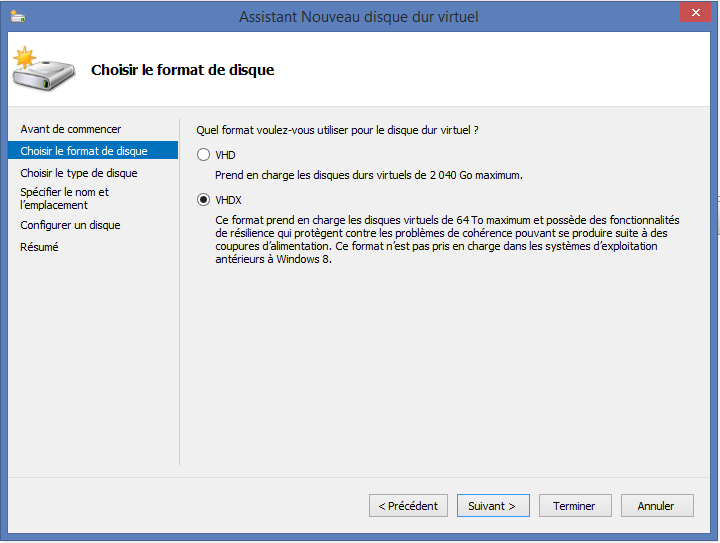 Assistant Nouveau disque dur virtuel
Choisir le format de disque
Avant de commencer
Choisir le format de disque
Choisir le type de disque
Spécifier le nom et
l'emplacement
Configurer un disque
Résumé
Quel format voulez-vous utiliser pour le disque dur virtuel ?
VHD
Prend en charge les disques durs virtuels de 2 040 Go maximum.
VHDX
Ce format prend en charge les disques virtuels de 64 To maximum et possède des fonctionnalités
de résilience qui protègent contre les problèmes de cohérence pouvant se produire suite à des
coupures d'alimentation. Ce format n'est pas pris en charge dans les systèmes d'exploitation
antérieurs à Windows 8.
< Précédent
Suivant >
Terminer
Annuler